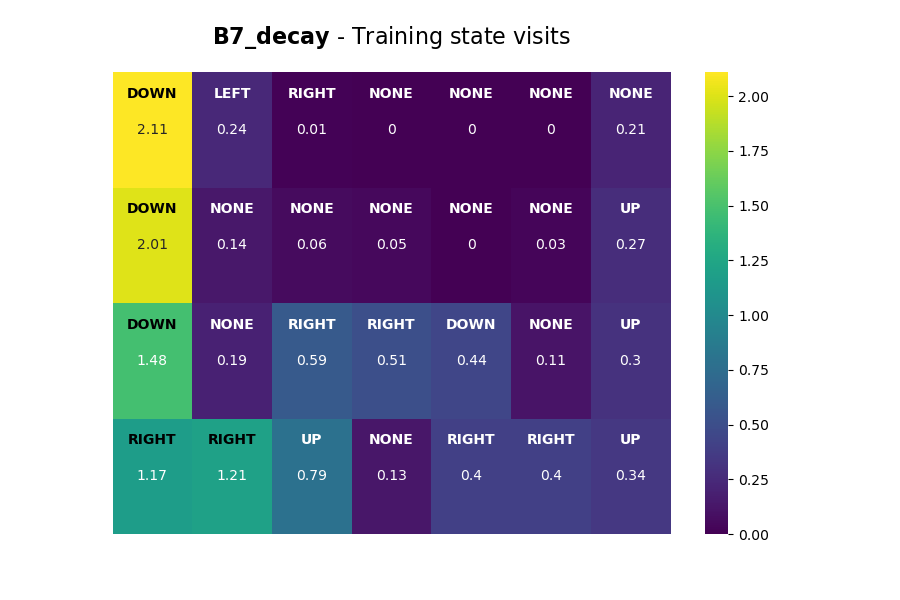 B7_decay - Training state visits
DOWN LEFT RIGHT NONE NONE NONE NONE
2.11 0.24 0.01 0 0 0 0.21
DOWN NONE NONE NONE NONE NONE UP
2.01 0.14 0.06 0.05 0 0.03 0.27
DOWN NONE RIGHT RIGHT DOWN NONE UP
1.48 0.19 0.59 0.51 0.44 0.11 0.3
RIGHT RIGHT UP NONE RIGHT RIGHT UP
1.17 1.21 0.79 0.13 0.4 0.4 0.34
2.00
1.75
1.50
1.25
1.00
0.75
0.50
0.25
0.00